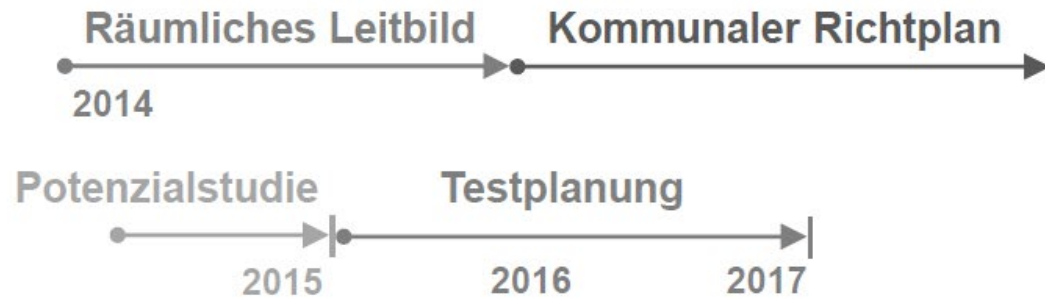 Räumliches Leitbild Kommunaler Richtplan
2014
Potenzialstudie Testplanung
2015 2016 2017